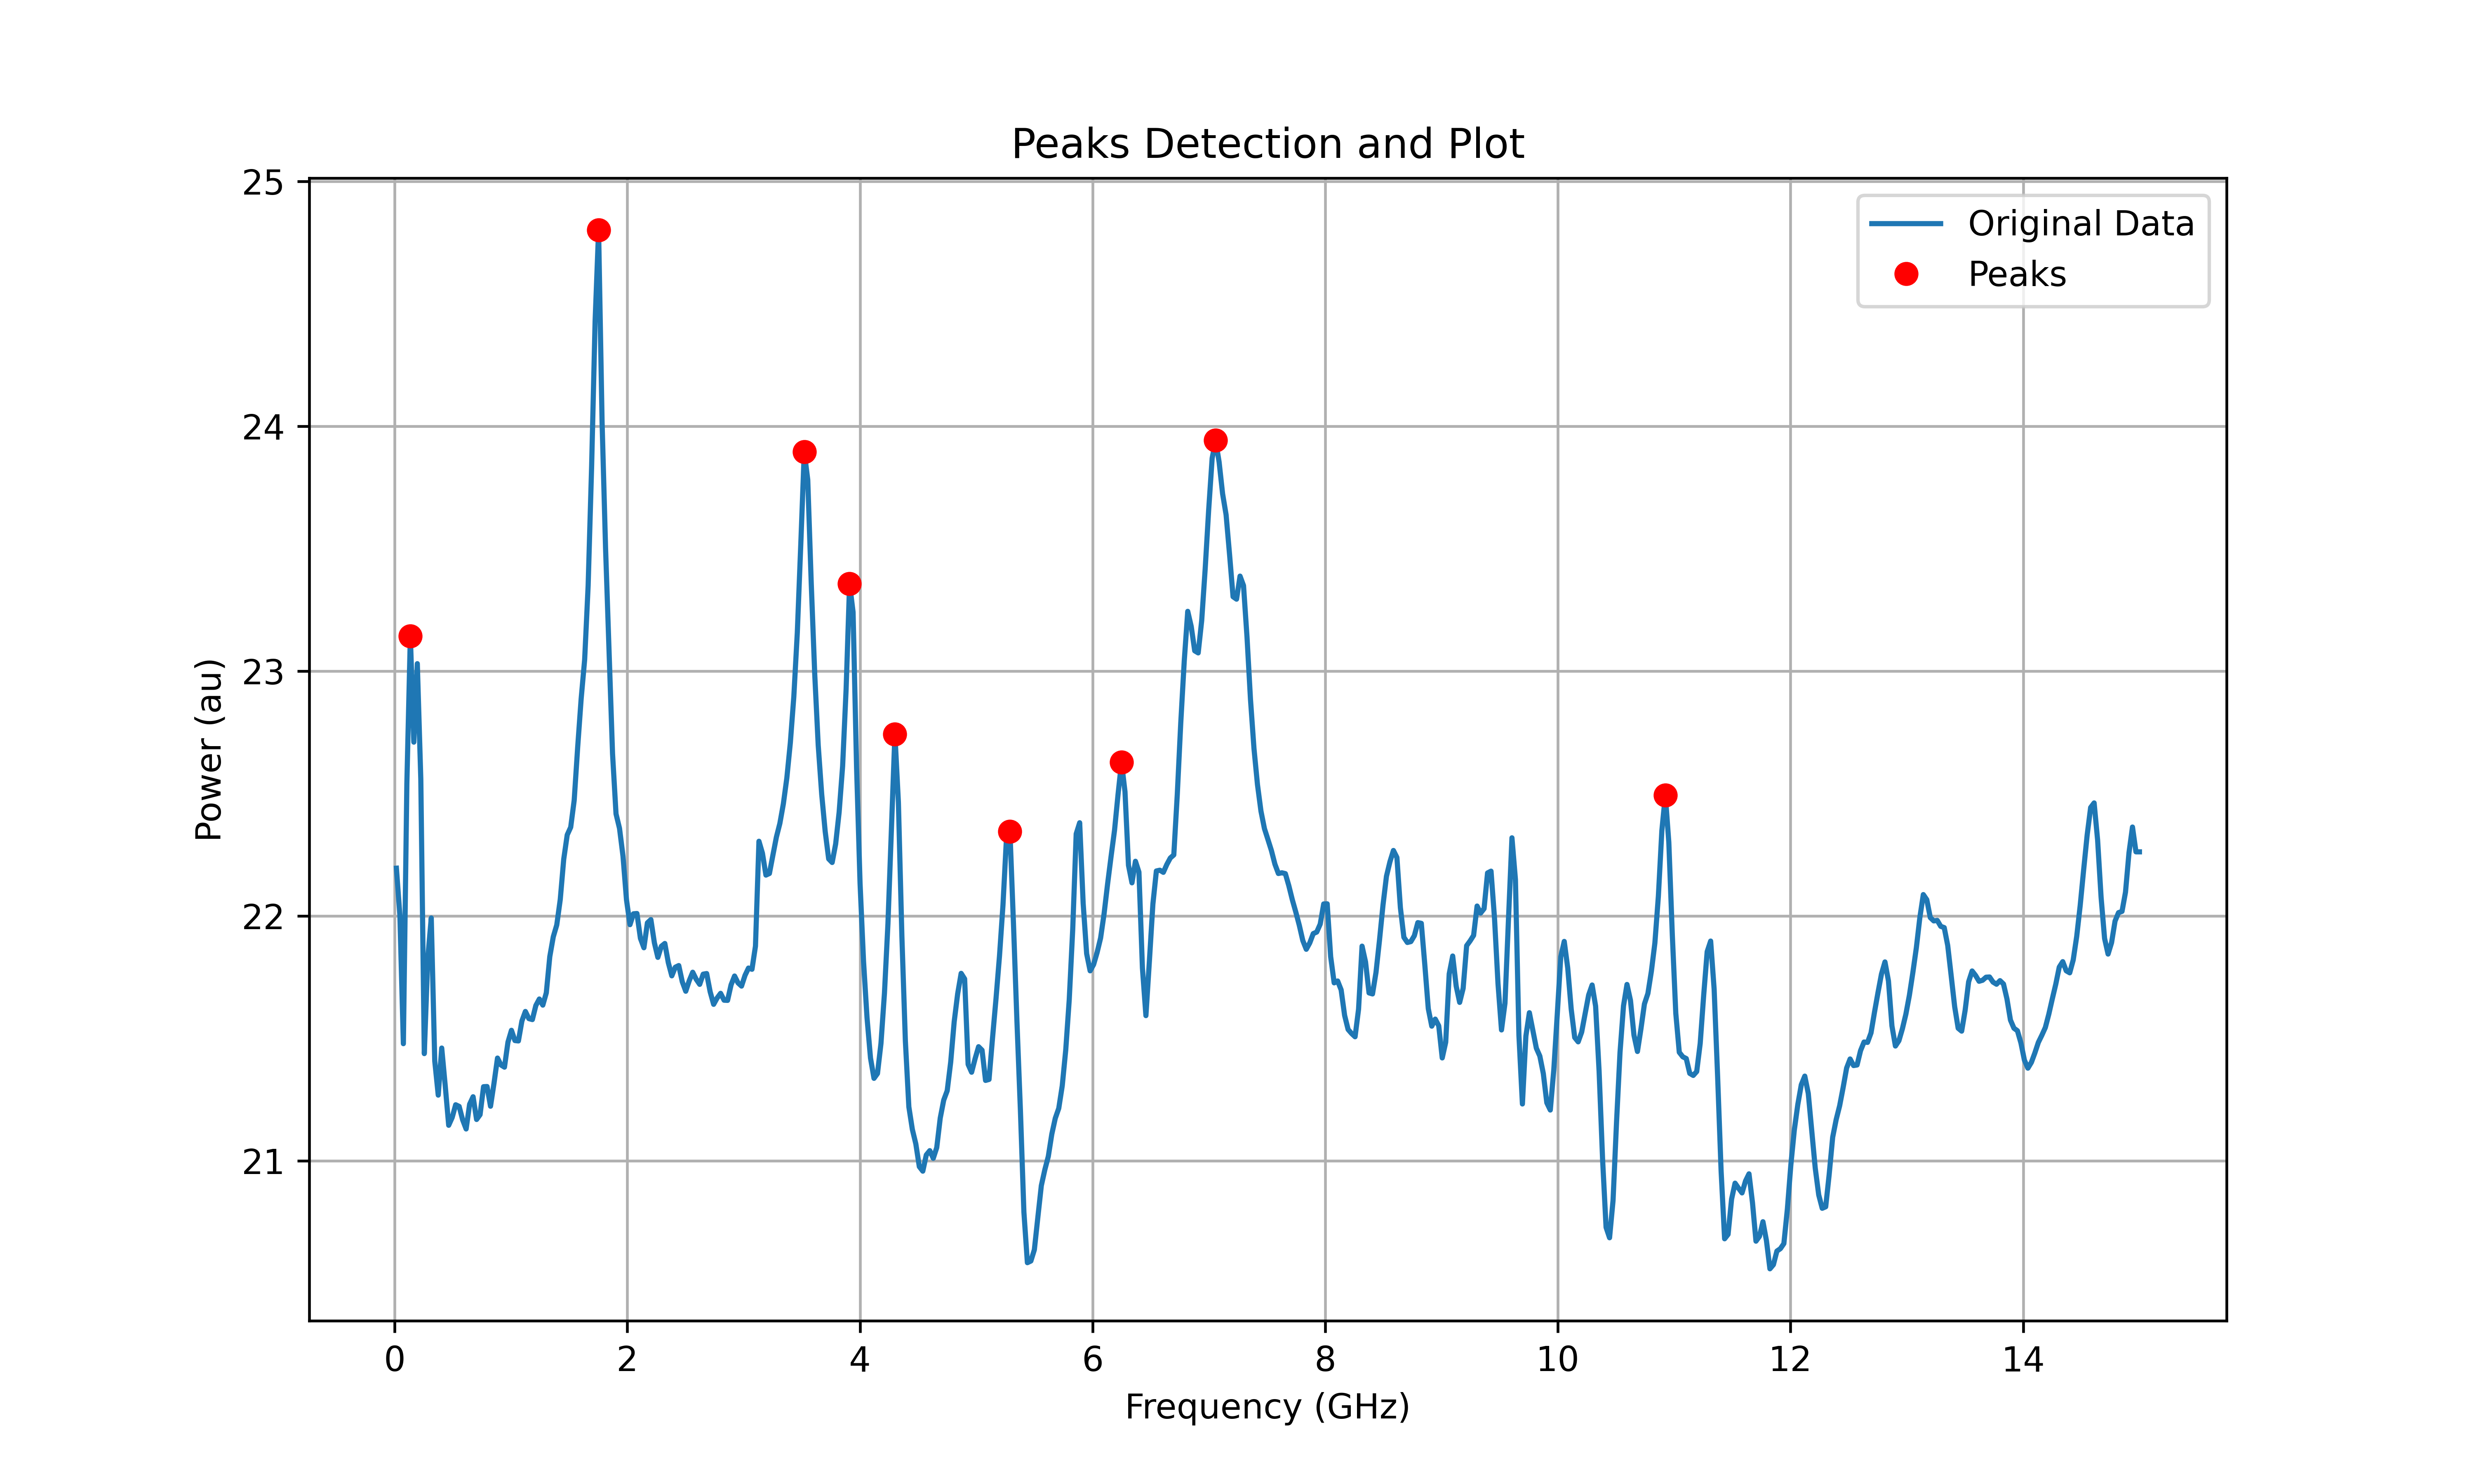 Peaks Detection and Plot
Original Data
Peaks
Power (au)
25
24
23
22
21
0 2 4 6 8 10 12 14
Frequency (GHz)